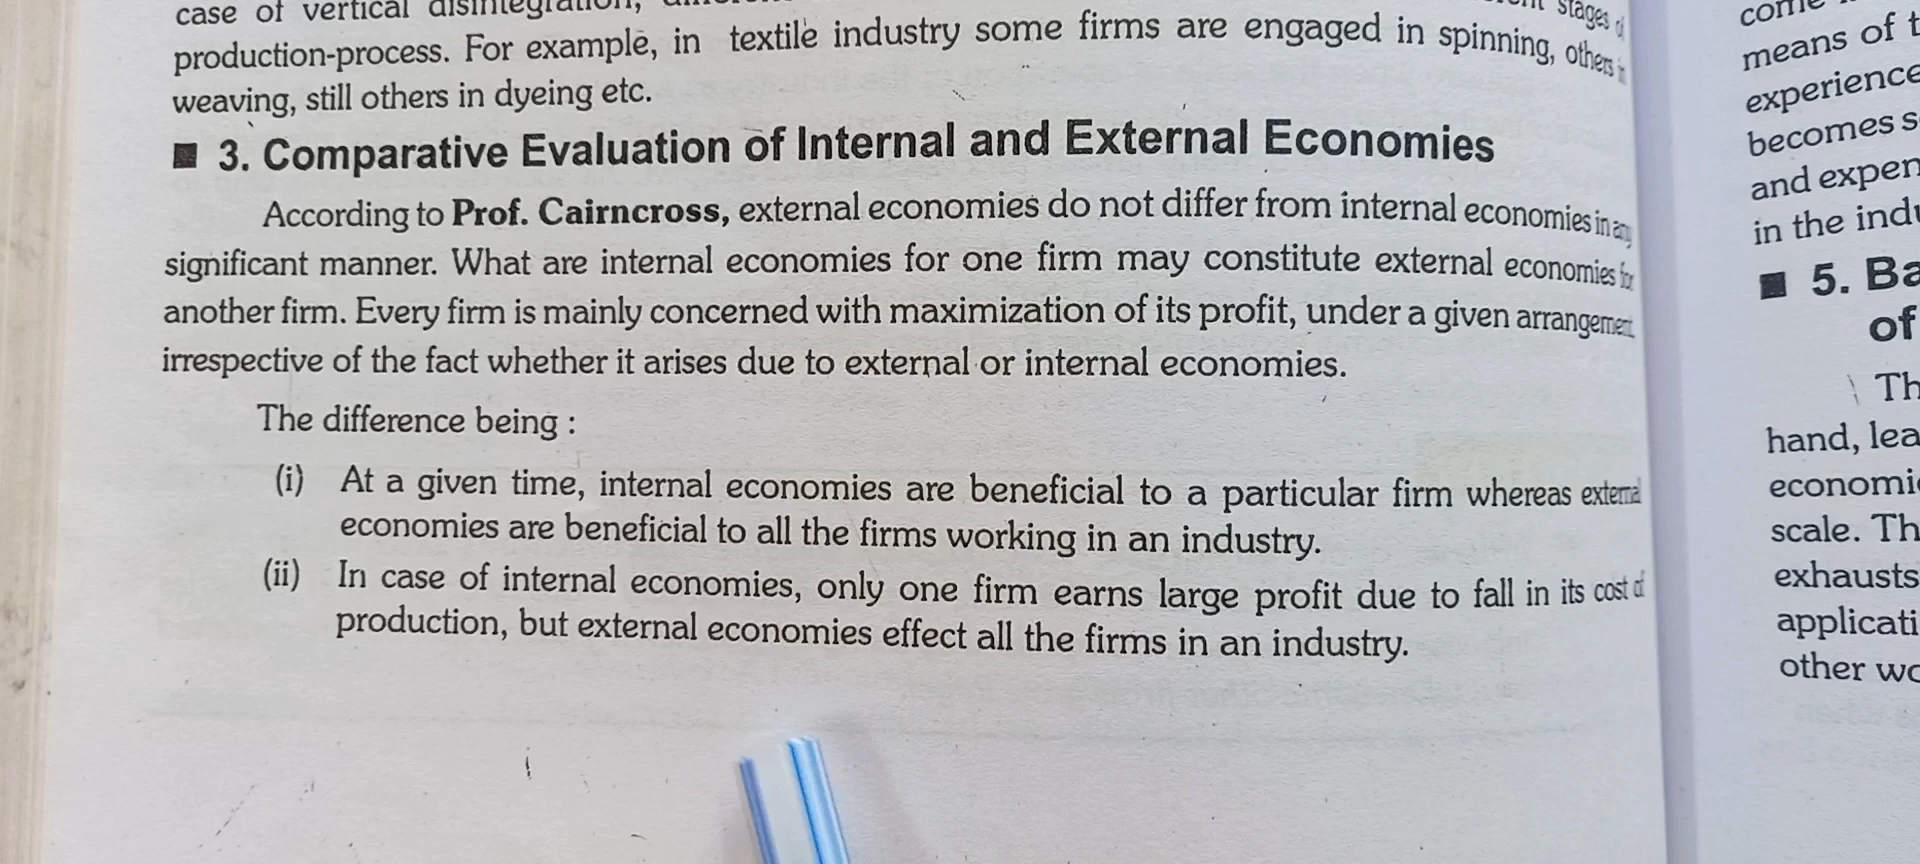 case of vertical disintegration,
production-process. For example, in textile industry some firms are engaged in spinning, others in
weaving, still others in dyeing etc.
■ 3. Comparative Evaluation of Internal and External Economies
According to Prof. Cairncross, external economies do not differ from internal economies in any
significant manner. What are internal economies for one firm may constitute external economies for
another firm. Every firm is mainly concerned with maximization of its profit, under a given arrangement
irrespective of the fact whether it arises due to external or internal economies.
The difference being :
(i) At a given time, internal economies are beneficial to a particular firm whereas external
economies are beneficial to all the firms working in an industry.
(ii) In case of internal economies, only one firm earns large profit due to fall in its cost of
production, but external economies effect all the firms in an industry.
means of t
experience
becomes s
and expen
in the indu
■ 5. Ba
of
Th
hand, lea
economi
scale. Th
exhausts
applicati
other wo